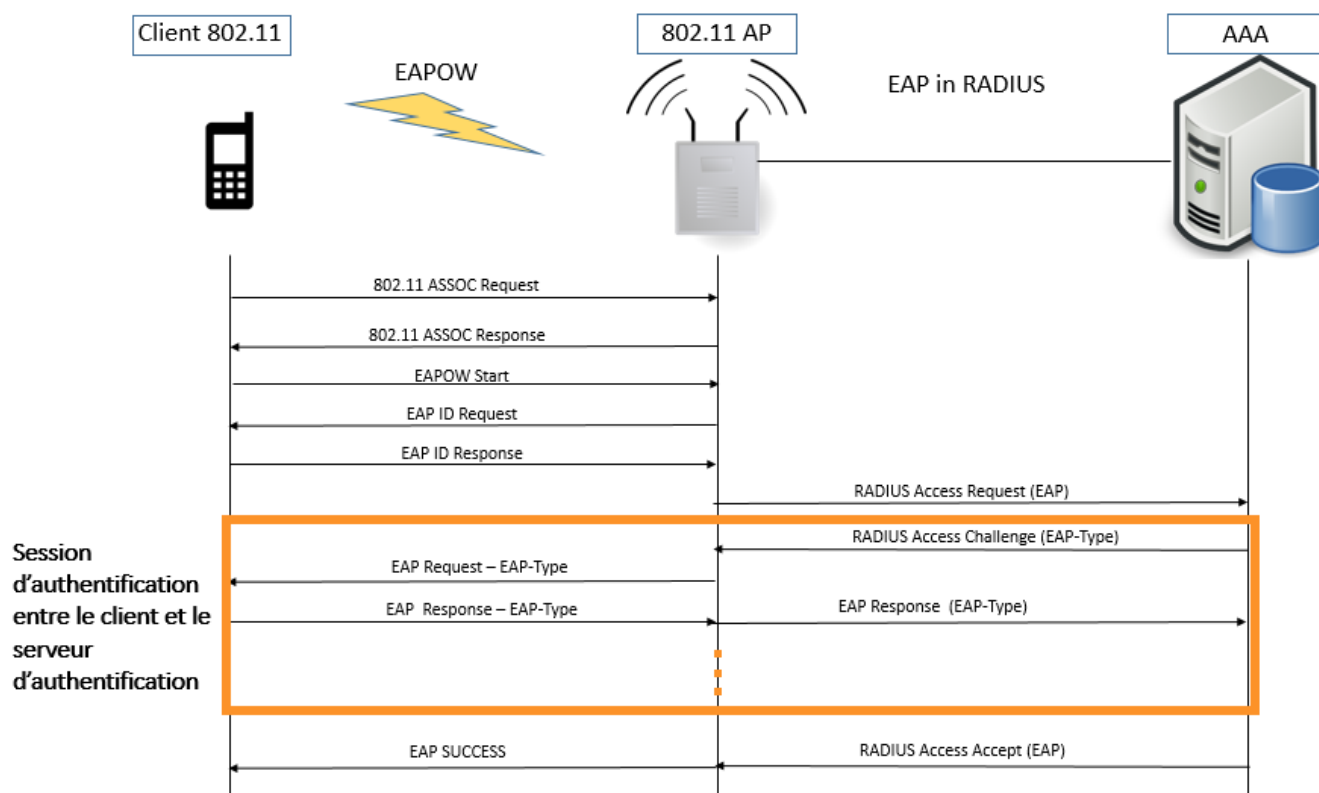 Client 802.11
802.11 AP
AAA
EAPOW
EAP in RADIUS
802.11 ASSOC Request
802.11 ASSOC Response
EAPOW Start
EAP ID Request
EAP ID Response
RADIUS Access Request (EAP)
Session
d'authentification
entre le client et le
serveur
d'authentification
RADIUS Access Challenge (EAP-Type)
EAP Request – EAP-Type
EAP Response – EAP-Type
EAP Response (EAP-Type)
EAP SUCCESS
RADIUS Access Accept (EAP)